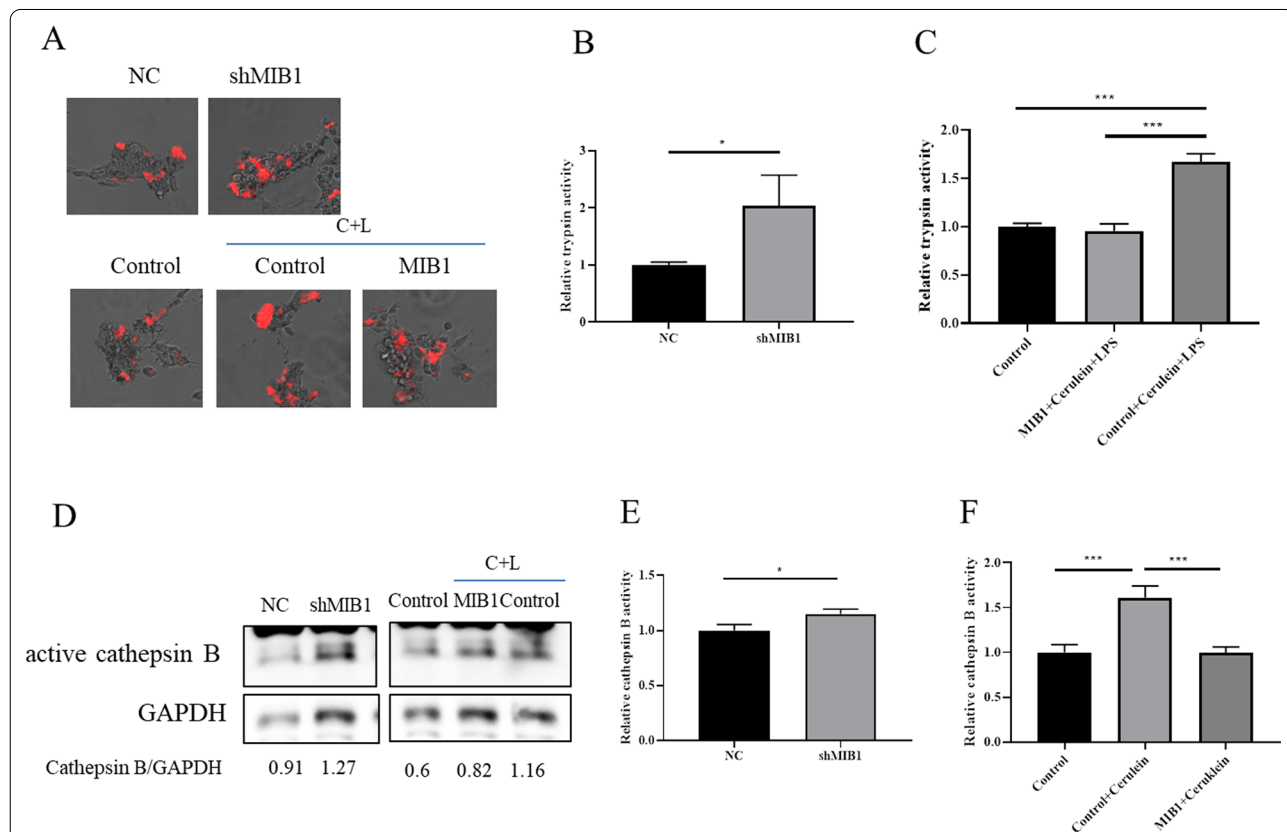 A
NC shMIB1
C+L
Control Control MIB1
B
Relative trypsin activity
3
2
1
0
*
NC shMIB1
C
Relative trypsin activity
2.0
1.5
1.0
0.5
0.0
***
***
Control
MIB1+Cerulein+LPS
Control+Cerulein+LPS
D
C+L
NC shMIB1 Control MIB1 Control
active cathepsin B
GAPDH
Cathepsin B/GAPDH 0.91 1.27 0.6 0.82 1.16
E
Relative cathepsin B activity
1.5
1.0
0.5
0.0
*
NC shMIB1
F
Relative cathepsin B activity
2.0
1.5
1.0
0.5
0.0
*** ***
Control
Control+Cerulcin
MIB1+Ceruklcin